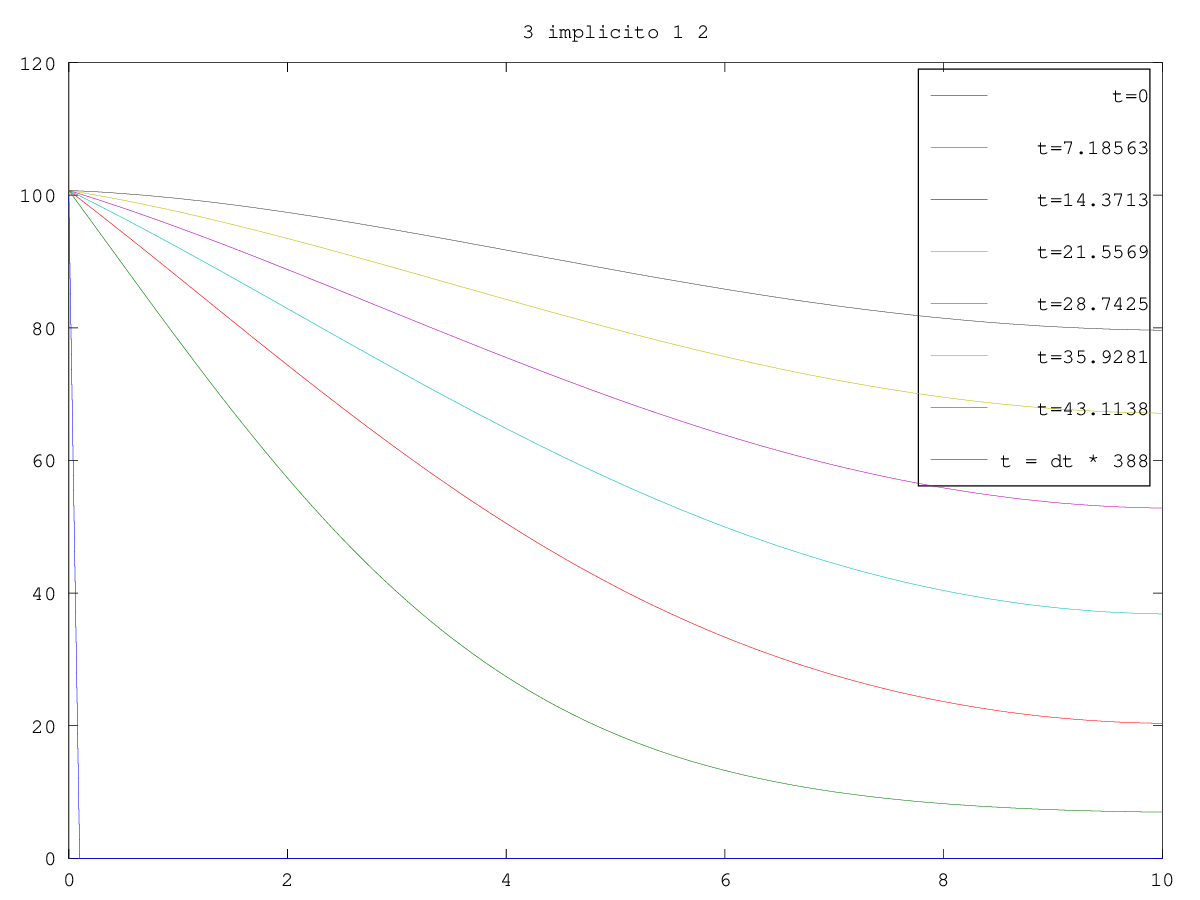 3 implicito 1 2
120
100
80
60
40
20
0
t=0
t=7.18563
t=14.3713
t=21.5569
t=28.7425
t=35.9281
t=43.1138
t = dt * 388
0 2 4 6 8 10